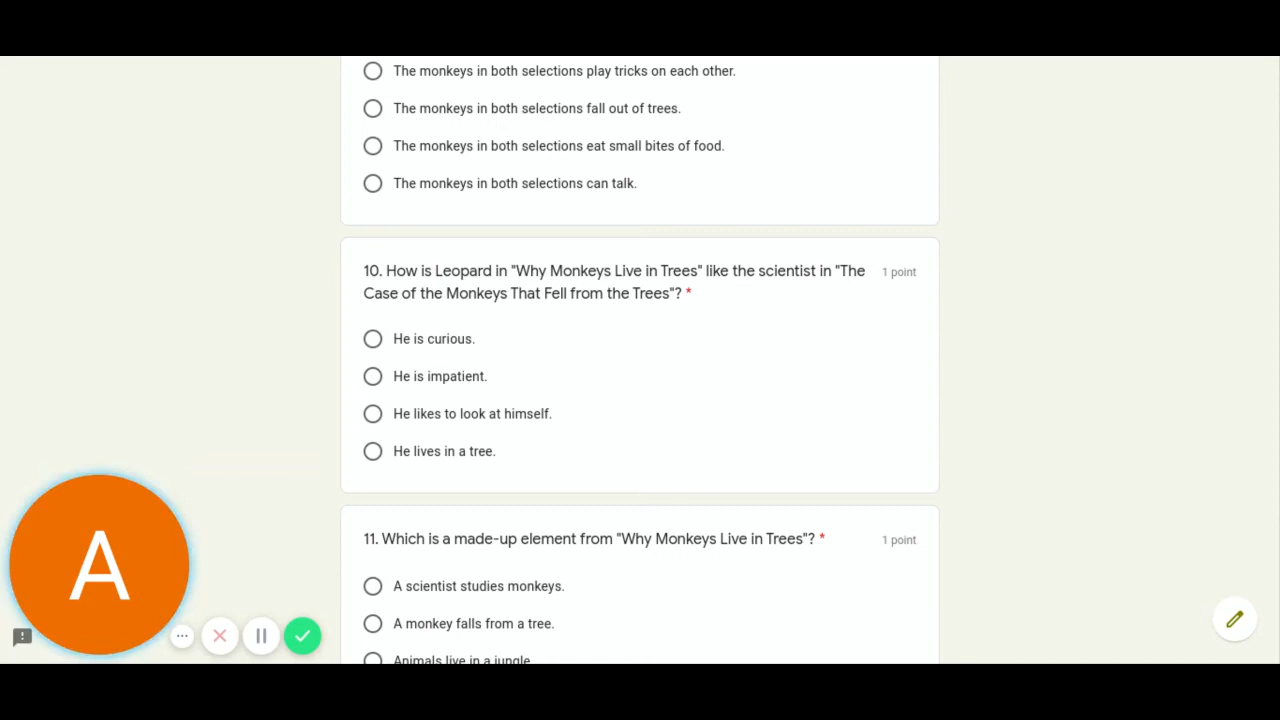 The monkeys in both selections play tricks on each other.
The monkeys in both selections fall out of trees.
The monkeys in both selections eat small bites of food.
The monkeys in both selections can talk.
10. How is Leopard in "Why Monkeys Live in Trees" like the scientist in "The
Case of the Monkeys That Fell from the Trees"? *
1 point
He is curious.
He is impatient.
He likes to look at himself.
He lives in a tree.
11. Which is a made-up element from "Why Monkeys Live in Trees"? *
1 point
A scientist studies monkeys.
A monkey falls from a tree.
Animals live in a jungle
A